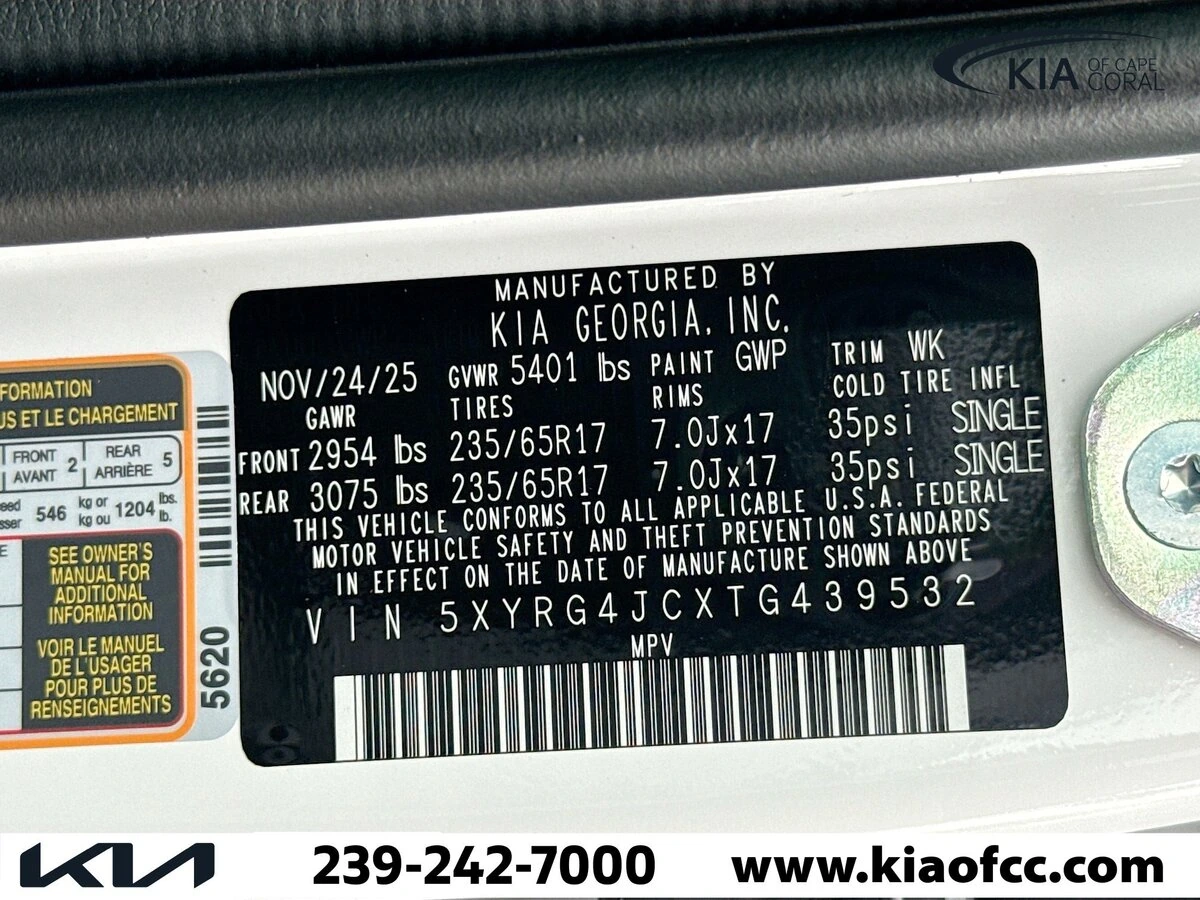 KIA OF CAPE CORAL
MANUFACTURED BY
KIA GEORGIA, INC.
NOV/24/25 GVWR 5401 lbs PAINT GWP TRIM WK
GAWR TIRES RIMS COLD TIRE INFL
FRONT 2954 lbs 235/65R17 7.0Jx17 35psi SINGLE
REAR 3075 lbs 235/65R17 7.0Jx17 35psi SINGLE
THIS VEHICLE CONFORMS TO ALL APPLICABLE U.S.A. FEDERAL
MOTOR VEHICLE SAFETY AND THEFT PREVENTION STANDARDS
IN EFFECT ON THE DATE OF MANUFACTURE SHOWN ABOVE
VIN 5XYRG4JCXTG439532
MPV
FORMATION
US ET LE CHARGEMENT
FRONT AVANT 2 REAR ARRIÈRE 5
546 kg or kg ou 1204 lbs. lb.
SEE OWNER'S
MANUAL FOR
ADDITIONAL
INFORMATION
VOIR LE MANUEL
DE L'USAGER
POUR PLUS DE
RENSEIGNEMENTS
5620
KIA 239-242-7000 www.kiaofcc.com